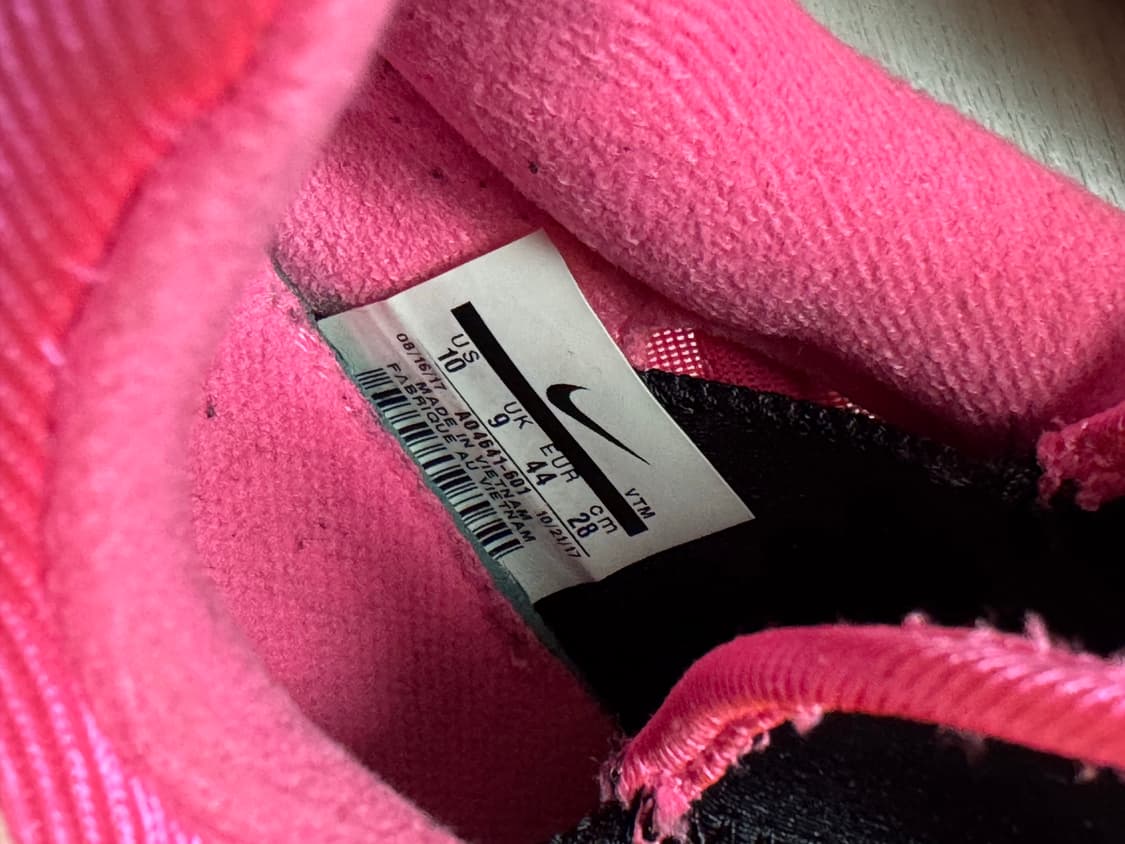 VTM
US UK EUR cm
10 9 44 28
08/16/17 A04641-601 10/21/17
MADE IN VIETNAM
FABRIQUE AU VIETNAM